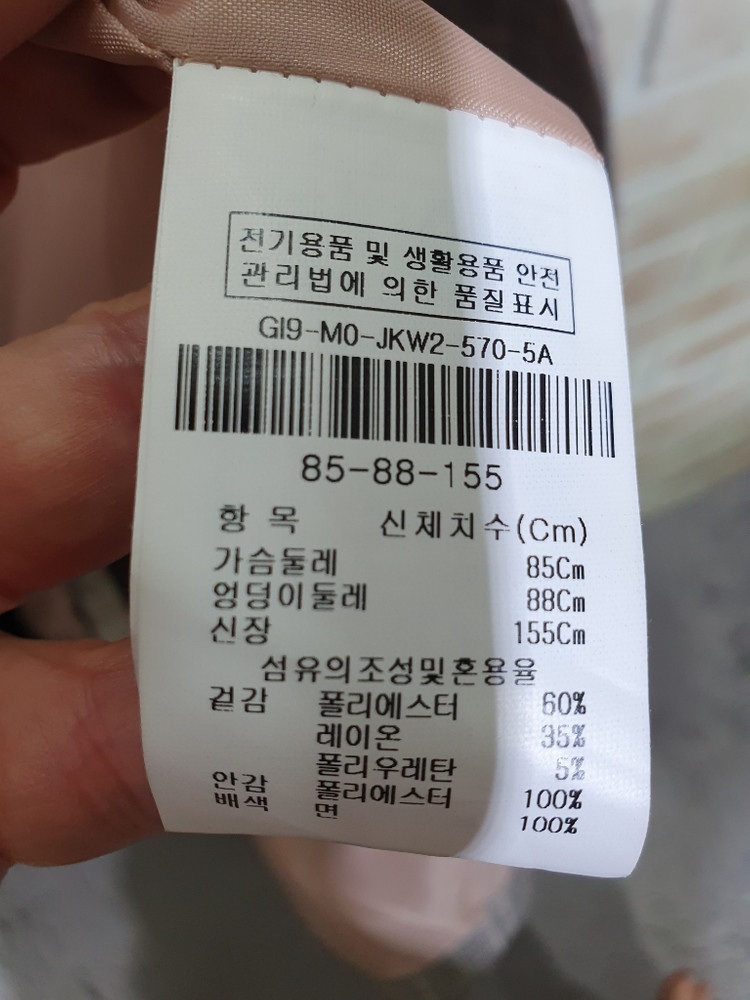 전기용품 및 생활용품 안전
관리법에 의한 품질표시
GI9-M0-JKW2-570-5A
85-88-155
항 목 신체치수(Cm)
가슴둘레 85Cm
엉덩이둘레 88Cm
신장 155Cm
섬유의조성및혼용율
겉감 폴리에스터 60%
레이온 35%
폴리우레탄 5%
안감 폴리에스터 100%
배색 면 100%